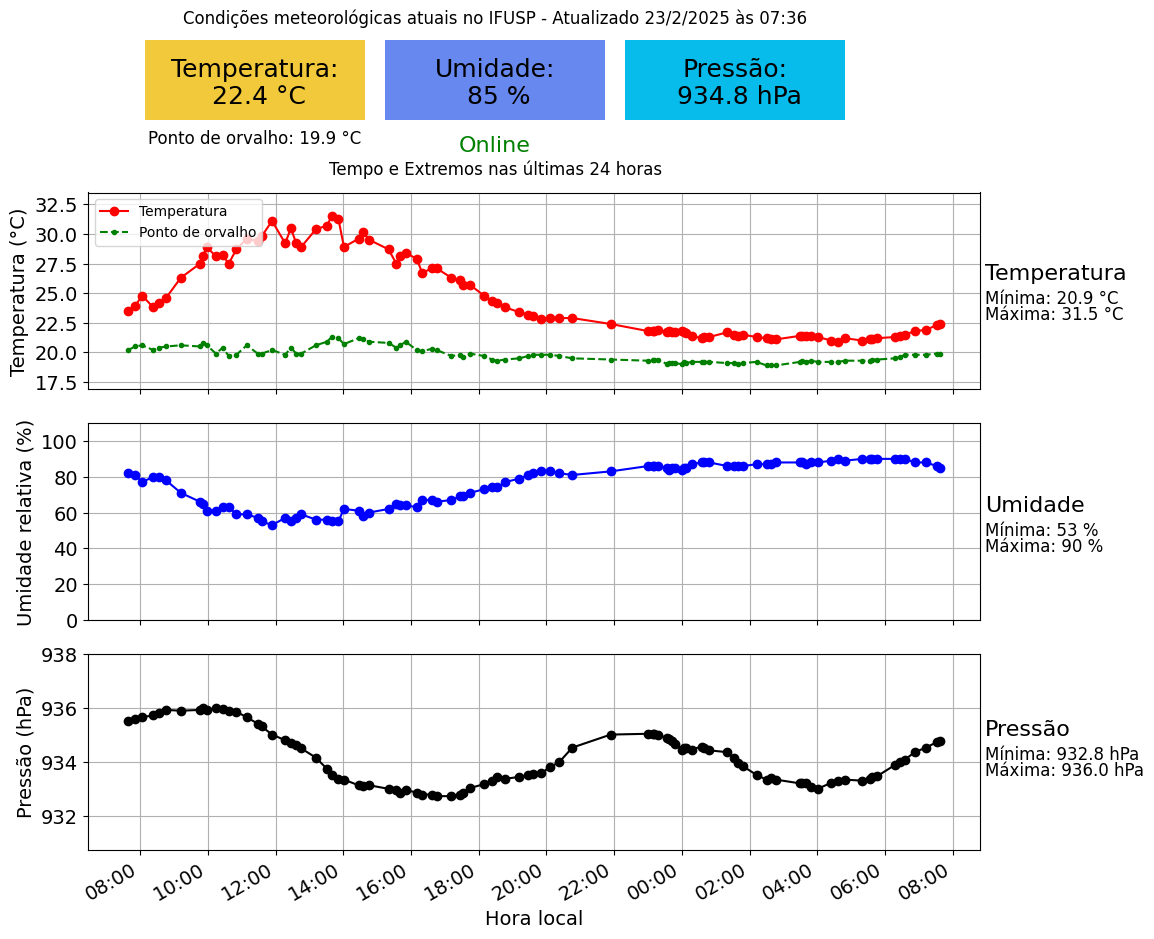 Condições meteorológicas atuais no IFUSP - Atualizado 23/2/2025 às 07:36
Temperatura:
22.4 °C
Umidade:
85 %
Pressão:
934.8 hPa
Ponto de orvalho: 19.9 °C
Online
Tempo e Extremos nas últimas 24 horas
Temperatura (°C)
32.5
30.0
27.5
25.0
22.5
20.0
17.5
Temperatura
Ponto de orvalho
Temperatura
Mínima: 20.9 °C
Máxima: 31.5 °C
Umidade relativa (%)
100
80
60
40
20
0
Umidade
Mínima: 53 %
Máxima: 90 %
Pressão (hPa)
938
936
934
932
Pressão
Mínima: 932.8 hPa
Máxima: 936.0 hPa
08:00 10:00 12:00 14:00 16:00 18:00 20:00 22:00 00:00 02:00 04:00 06:00 08:00
Hora local